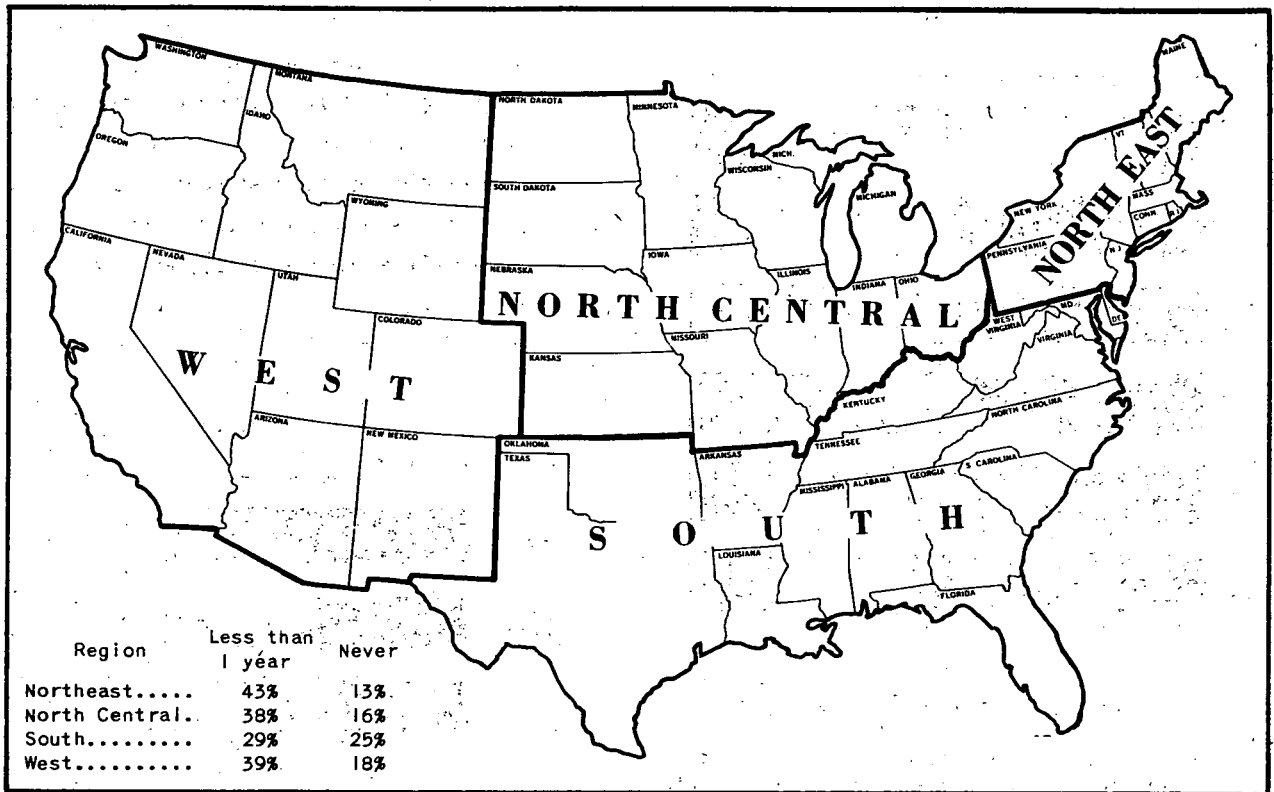 WASHINGTON
MONTANA
IDAHO
OREGON
WYOMING
CALIFORNIA
NEVADA
UTAH
COLORADO
ARIZONA
NEW MEXICO
WEST
NORTH DAKOTA
MINNESOTA
SOUTH DAKOTA
WISCONSIN
MICH.
MICHIGAN
NEBRASKA
IOWA
ILLINOIS
INDIANA
OHIO
NORTH CENTRAL
KANSAS
MISSOURI
MAINE
VT
MASS
CONN
R I
NEW YORK
PENNSYLVANIA
N J
NORTH EAST
MD.
DE
WEST VIRGINIA
VIRGINIA
KENTUCKY
NORTH CAROLINA
TENNESSEE
S CAROLINA
OKLAHOMA
TEXAS
ARKANSAS
MISSISSIPPI
ALABAMA
GEORGIA
SOUTH
LOUISIANA
FLORIDA
Region Less than 1 year Never
Northeast..... 43% 13%
North Central. 38% 16%
South......... 29% 25%
West.......... 39% 18%